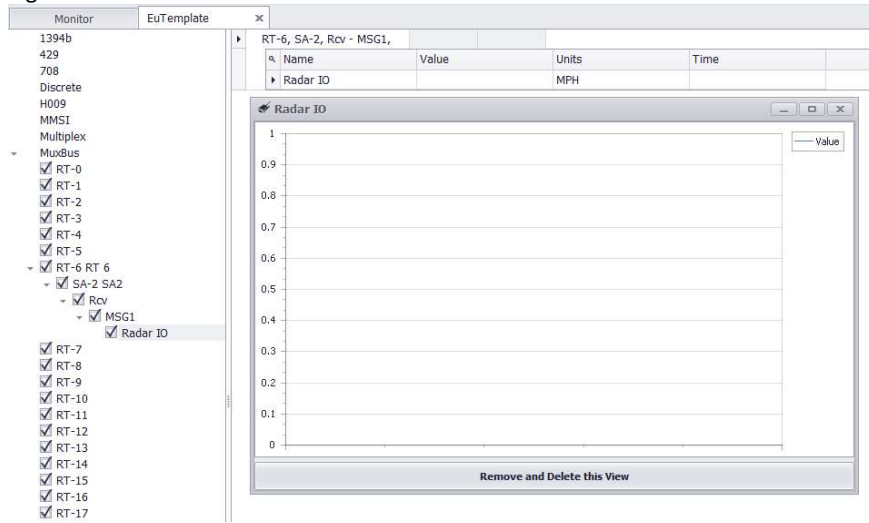 Monitor
EuTemplate
1394b
429
708
Discrete
H009
MMSI
Multiplex
MuxBus
RT-0
RT-1
RT-2
RT-3
RT-4
RT-5
RT-6 RT 6
SA-2 SA2
Rcv
MSG1
Radar IO
RT-7
RT-8
RT-9
RT-10
RT-11
RT-12
RT-13
RT-14
RT-15
RT-16
RT-17
RT-6, SA-2, Rcv - MSG1,
Name Value Units Time
Radar IO MPH
Radar IO
1
0.9
0.8
0.7
0.6
0.5
0.4
0.3
0.2
0.1
0
Value
Remove and Delete this View